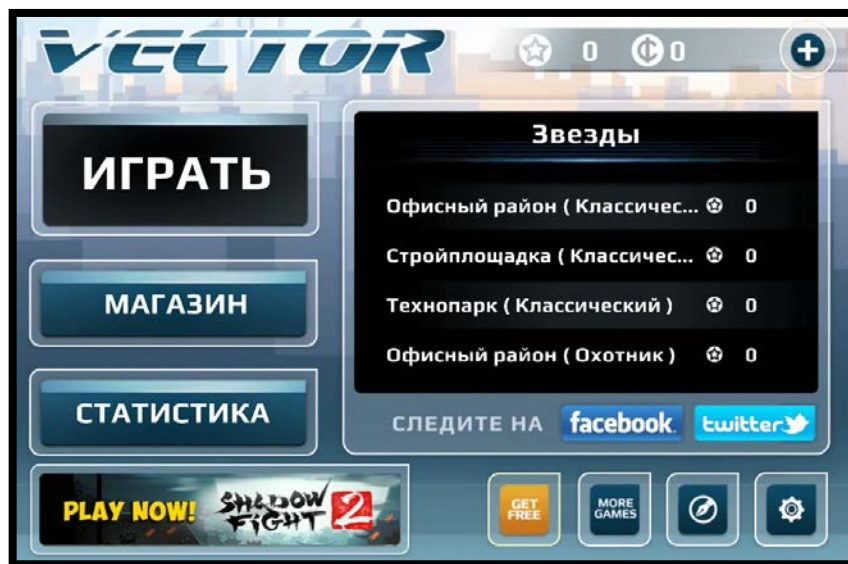 VECTOR
0 0
ИГРАТЬ
МАГАЗИН
СТАТИСТИКА
Звезды
Офисный район ( Классичес... 0
Стройплощадка ( Классичес... 0
Технопарк ( Классический ) 0
Офисный район ( Охотник ) 0
СЛЕДИТЕ НА facebook. twitter
PLAY NOW! SHADOW FIGHT 2
GET FREE
MORE GAMES